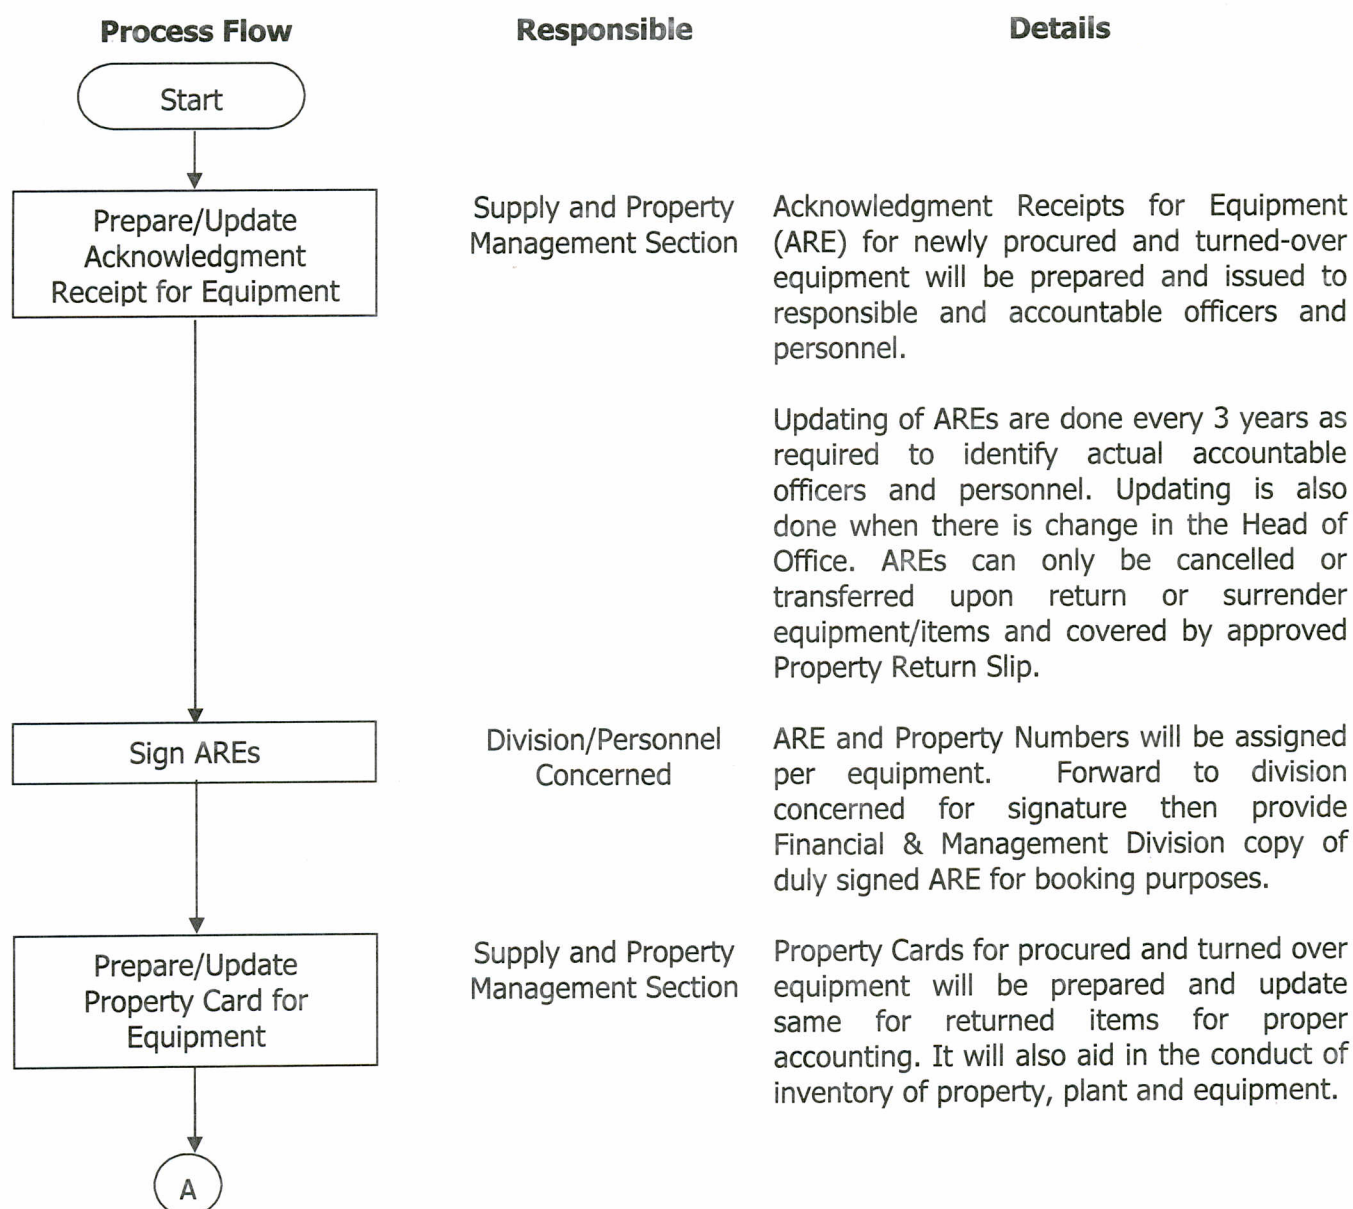 Process Flow
Responsible
Details
Start
Prepare/Update
Acknowledgment
Receipt for Equipment
Supply and Property
Management Section
Acknowledgment Receipts for Equipment
(ARE) for newly procured and turned-over
equipment will be prepared and issued to
responsible and accountable officers and
personnel.
Updating of AREs are done every 3 years as
required to identify actual accountable
officers and personnel. Updating is also
done when there is change in the Head of
Office. AREs can only be cancelled or
transferred upon return or surrender
equipment/items and covered by approved
Property Return Slip.
Sign AREs
Division/Personnel
Concerned
ARE and Property Numbers will be assigned
per equipment. Forward to division
concerned for signature then provide
Financial & Management Division copy of
duly signed ARE for booking purposes.
Prepare/Update
Property Card for
Equipment
Supply and Property
Management Section
Property Cards for procured and turned over
equipment will be prepared and update
same for returned items for proper
accounting. It will also aid in the conduct of
inventory of property, plant and equipment.
A